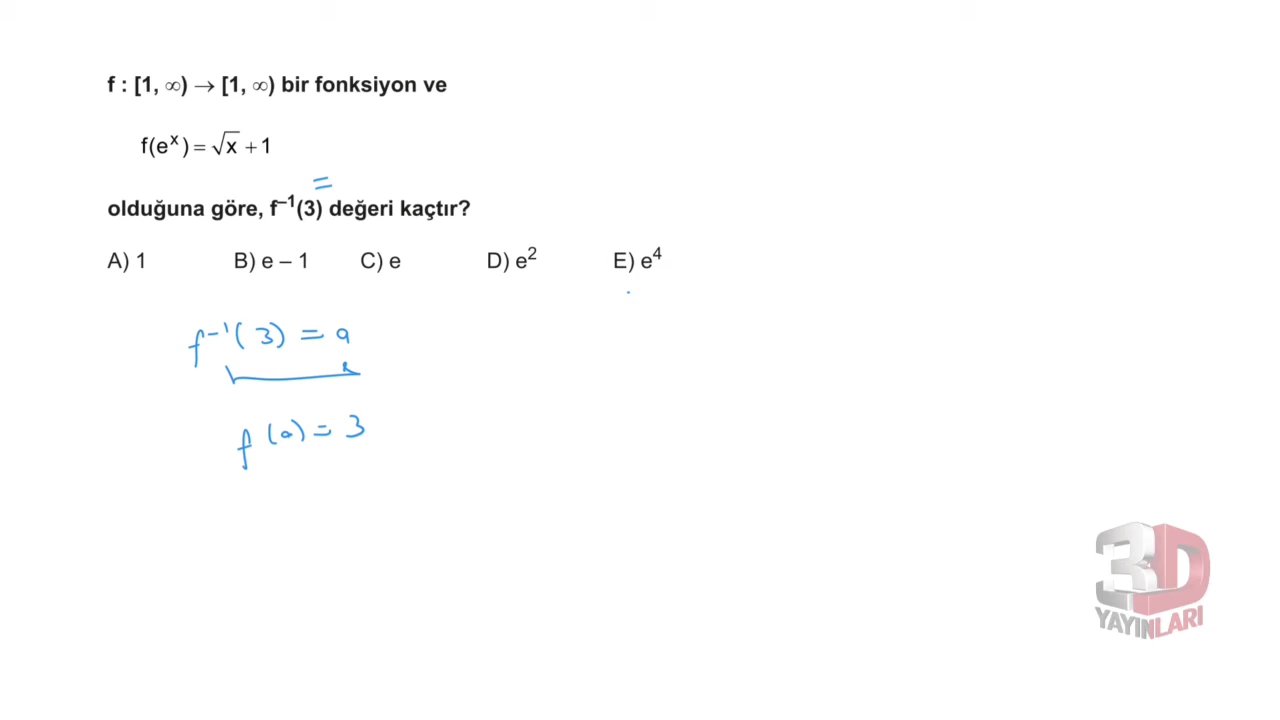 f : [1, ∞) → [1, ∞) bir fonksiyon ve
f(eˣ) = √x + 1
=
olduğuna göre, f⁻¹(3) değeri kaçtır?
A) 1 B) e – 1 C) e D) e² E) e⁴
f⁻¹(3) = a
f(a) = 3
3D
YAYINLARI